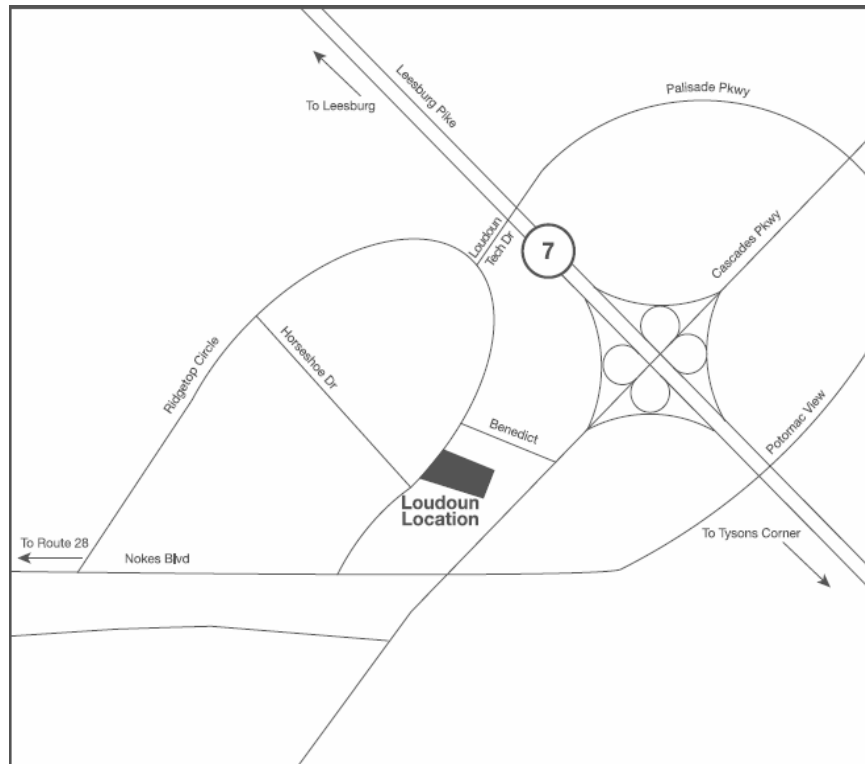 Leesburg Pike
Palisade Pkwy
To Leesburg
Loudoun
Tech Dr
7
Cascades Pkwy
Ridgetop Circle
Horseshoe Dr
Benedict
Potomac View
Loudoun
Location
To Route 28
Nokes Blvd
To Tysons Corner